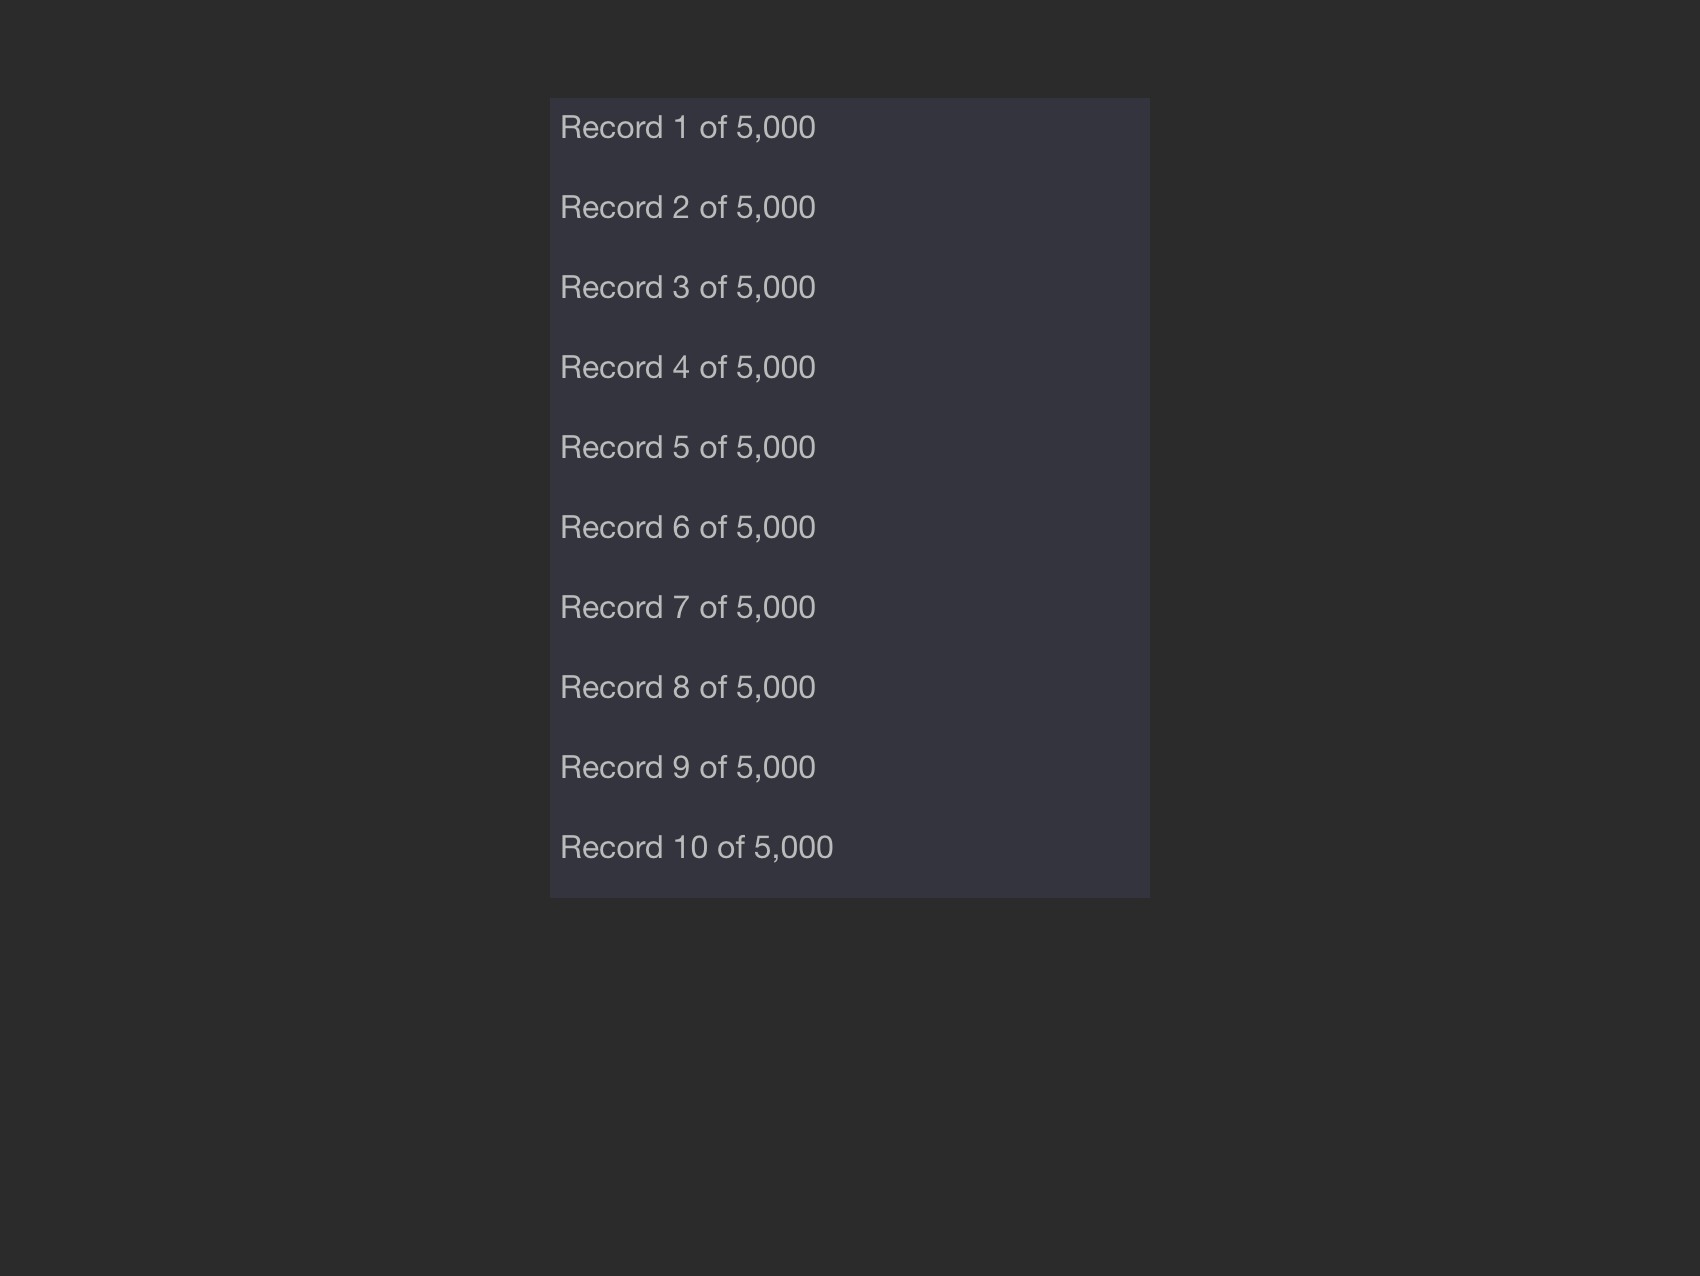 Record 1 of 5,000
Record 2 of 5,000
Record 3 of 5,000
Record 4 of 5,000
Record 5 of 5,000
Record 6 of 5,000
Record 7 of 5,000
Record 8 of 5,000
Record 9 of 5,000
Record 10 of 5,000